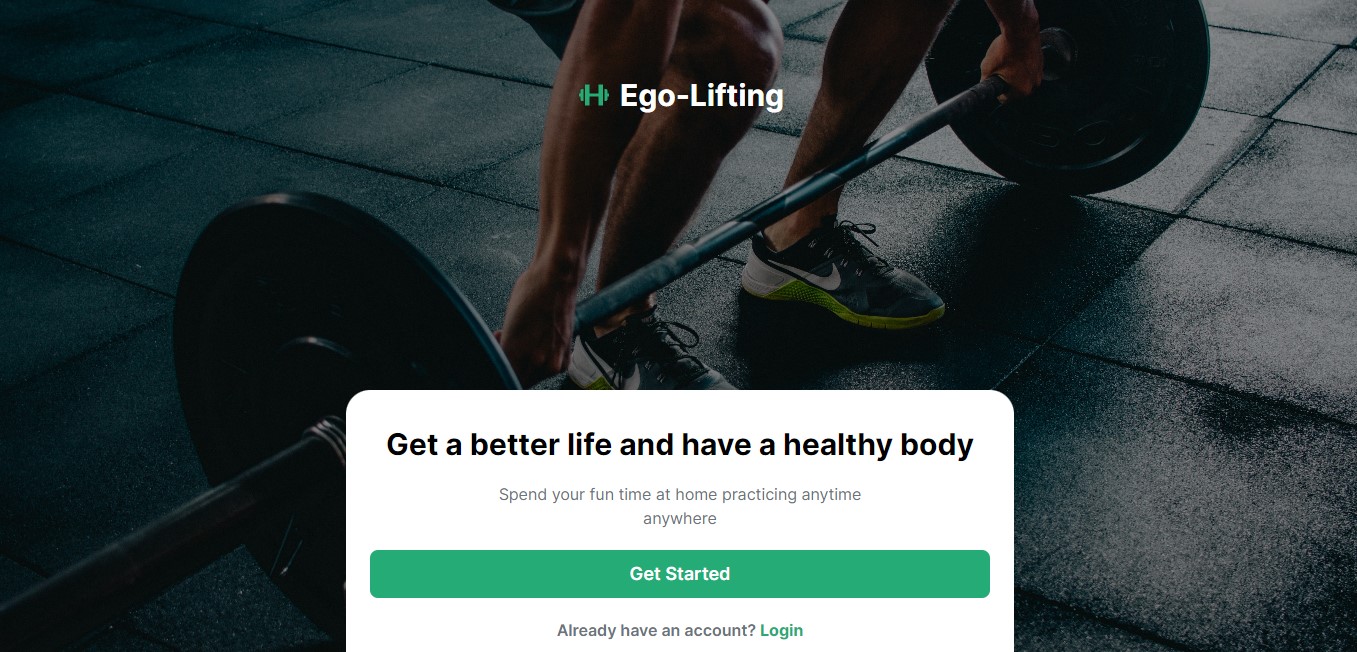 Ego-Lifting
Get a better life and have a healthy body
Spend your fun time at home practicing anytime
anywhere
Get Started
Already have an account? Login